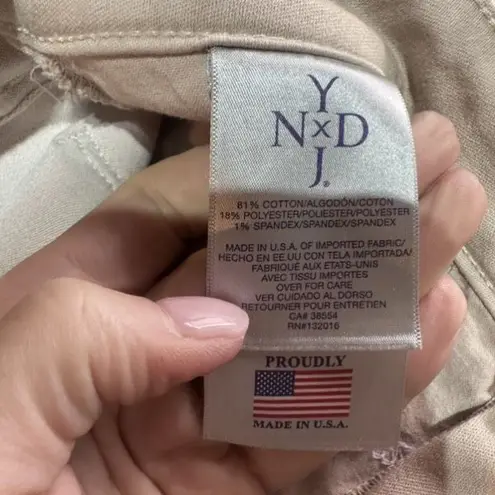 Y
N×D
J®
81% COTTON/ALGODÓN/COTON
18% POLYESTER/POLIESTER/POLYESTER
1% SPANDEX/SPANDEX/SPANDEX
MADE IN U.S.A. OF IMPORTED FABRIC/
HECHO EN EE.UU CON TELA IMPORTADA/
FABRIQUÉ AUX ETATS-UNIS
AVEC TISSU IMPORTES
OVER FOR CARE
VER CUIDADO AL DORSO
RETOURNER POUR ENTRETIEN
CA# 38554
RN#132016
PROUDLY
MADE IN U.S.A.